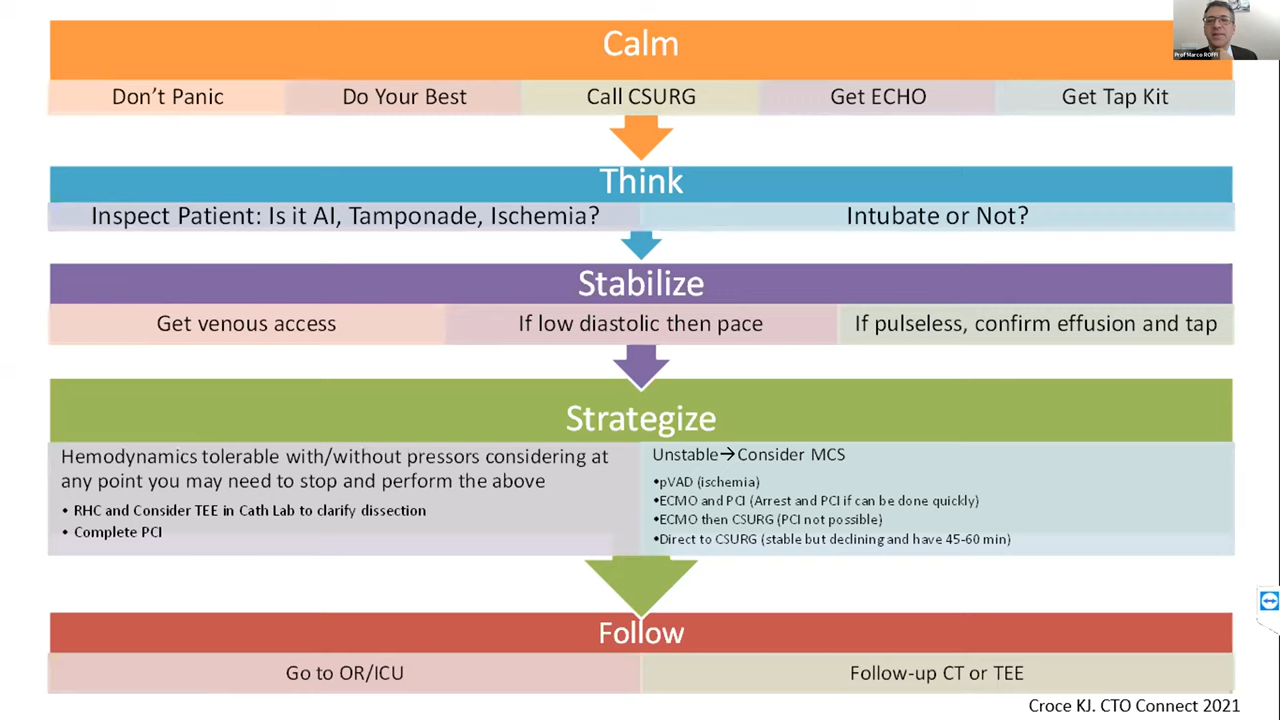 Calm
Don't Panic
Do Your Best
Call CSURG
Get ECHO
Get Tap Kit
Prof Marco ROFFI
Think
Inspect Patient: Is it AI, Tamponade, Ischemia?
Intubate or Not?
Stabilize
Get venous access
If low diastolic then pace
If pulseless, confirm effusion and tap
Strategize
Hemodynamics tolerable with/without pressors considering at
any point you may need to stop and perform the above
• RHC and Consider TEE in Cath Lab to clarify dissection
• Complete PCI
Unstable→Consider MCS
•pVAD (ischemia)
•ECMO and PCI (Arrest and PCI if can be done quickly)
•ECMO then CSURG (PCI not possible)
•Direct to CSURG (stable but declining and have 45-60 min)
Follow
Go to OR/ICU
Follow-up CT or TEE
Croce KJ. CTO Connect 2021